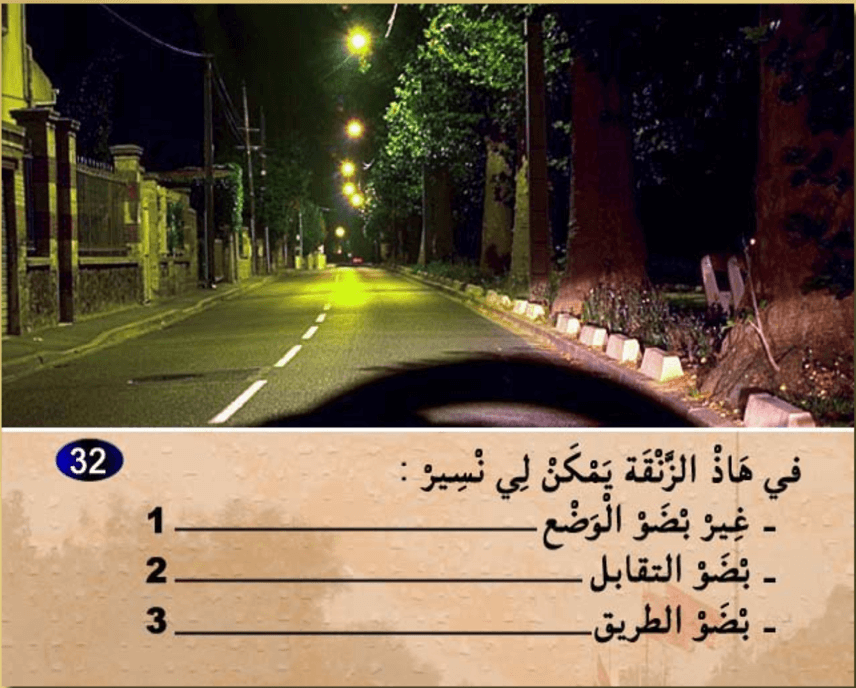 32
في هَاذْ الزَّنْقَة يَمْكَنْ لِي نْسِيرْ :
- غِيرْ بْضَوْ الْوَضْع 1
- بْضَوْ التقابل 2
- بْضَوْ الطريق 3